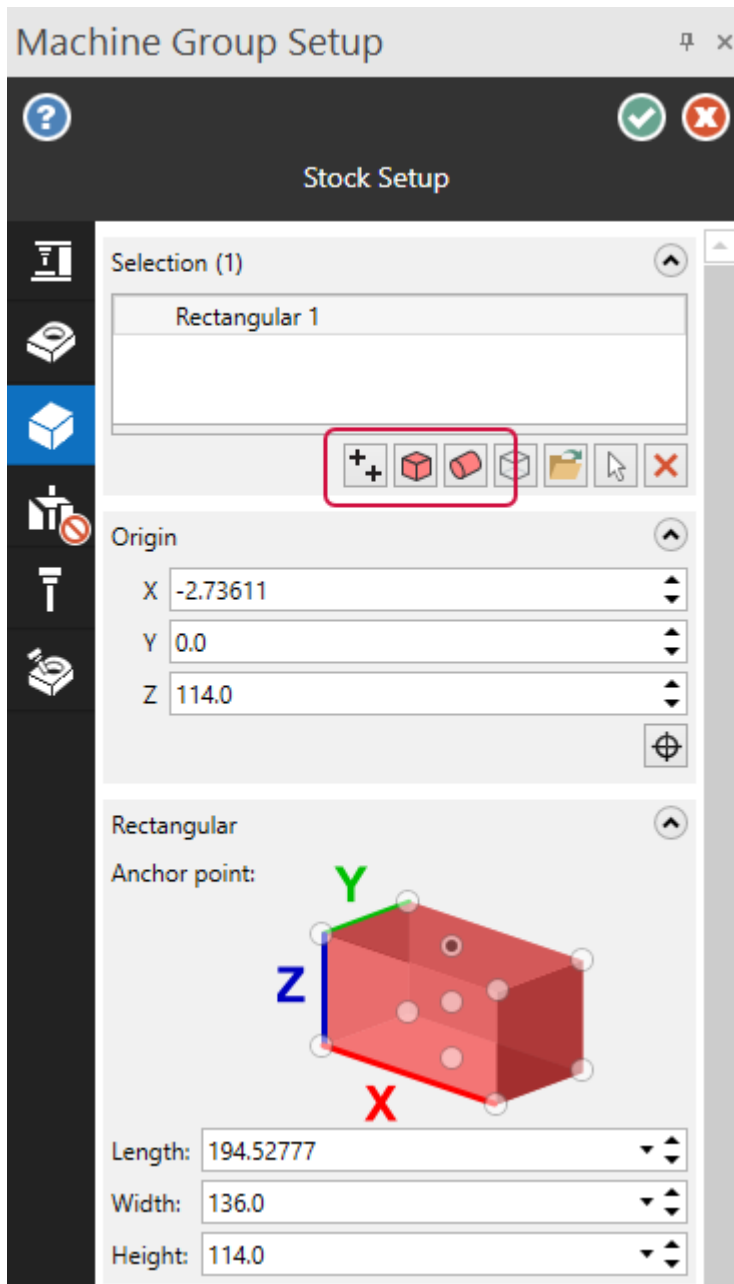 Machine Group Setup
Stock Setup
Selection (1)
Rectangular 1
Origin
X -2.73611
Y 0.0
Z 114.0
Rectangular
Anchor point:
Y
Z
X
Length: 194.52777
Width: 136.0
Height: 114.0